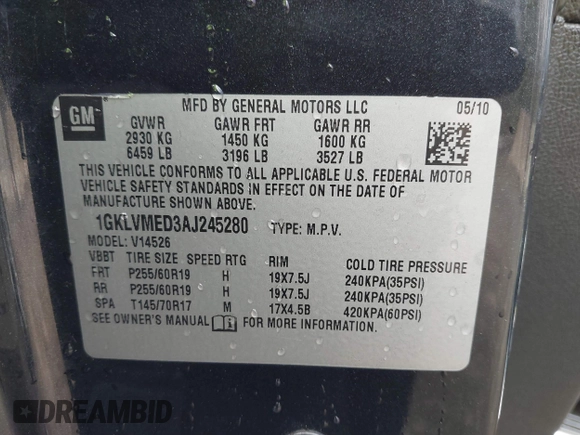 GM
MFD BY GENERAL MOTORS LLC 05/10
GVWR GAWR FRT GAWR RR
2930 KG 1450 KG 1600 KG
6459 LB 3196 LB 3527 LB
THIS VEHICLE CONFORMS TO ALL APPLICABLE U.S. FEDERAL MOTOR
VEHICLE SAFETY STANDARDS IN EFFECT ON THE DATE OF
MANUFACTURE SHOWN ABOVE.
1GKLVMED3AJ245280 TYPE: M.P.V.
MODEL: V14526
VBBT TIRE SIZE SPEED RTG RIM COLD TIRE PRESSURE
FRT P255/60R19 H 19X7.5J 240KPA(35PSI)
RR P255/60R19 H 19X7.5J 240KPA(35PSI)
SPA T145/70R17 M 17X4.5B 420KPA(60PSI)
SEE OWNER'S MANUAL FOR MORE INFORMATION.
DREAMBID